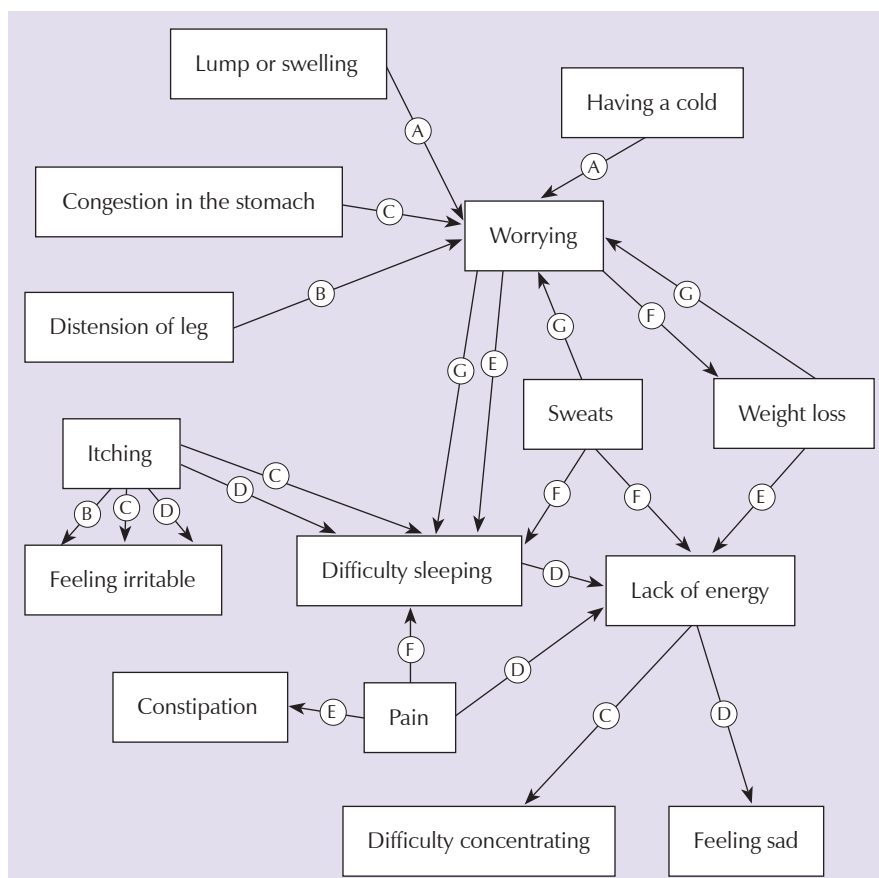 Lump or swelling
Having a cold
A
A
Congestion in the stomach
C
Worrying
B
Distension of leg
G
F
G
G
E
Sweats
Weight loss
Itching
C
D
B
C
D
F
F
E
Feeling irritable
Difficulty sleeping
D
Lack of energy
F
D
Constipation
E
Pain
C
D
Difficulty concentrating
Feeling sad